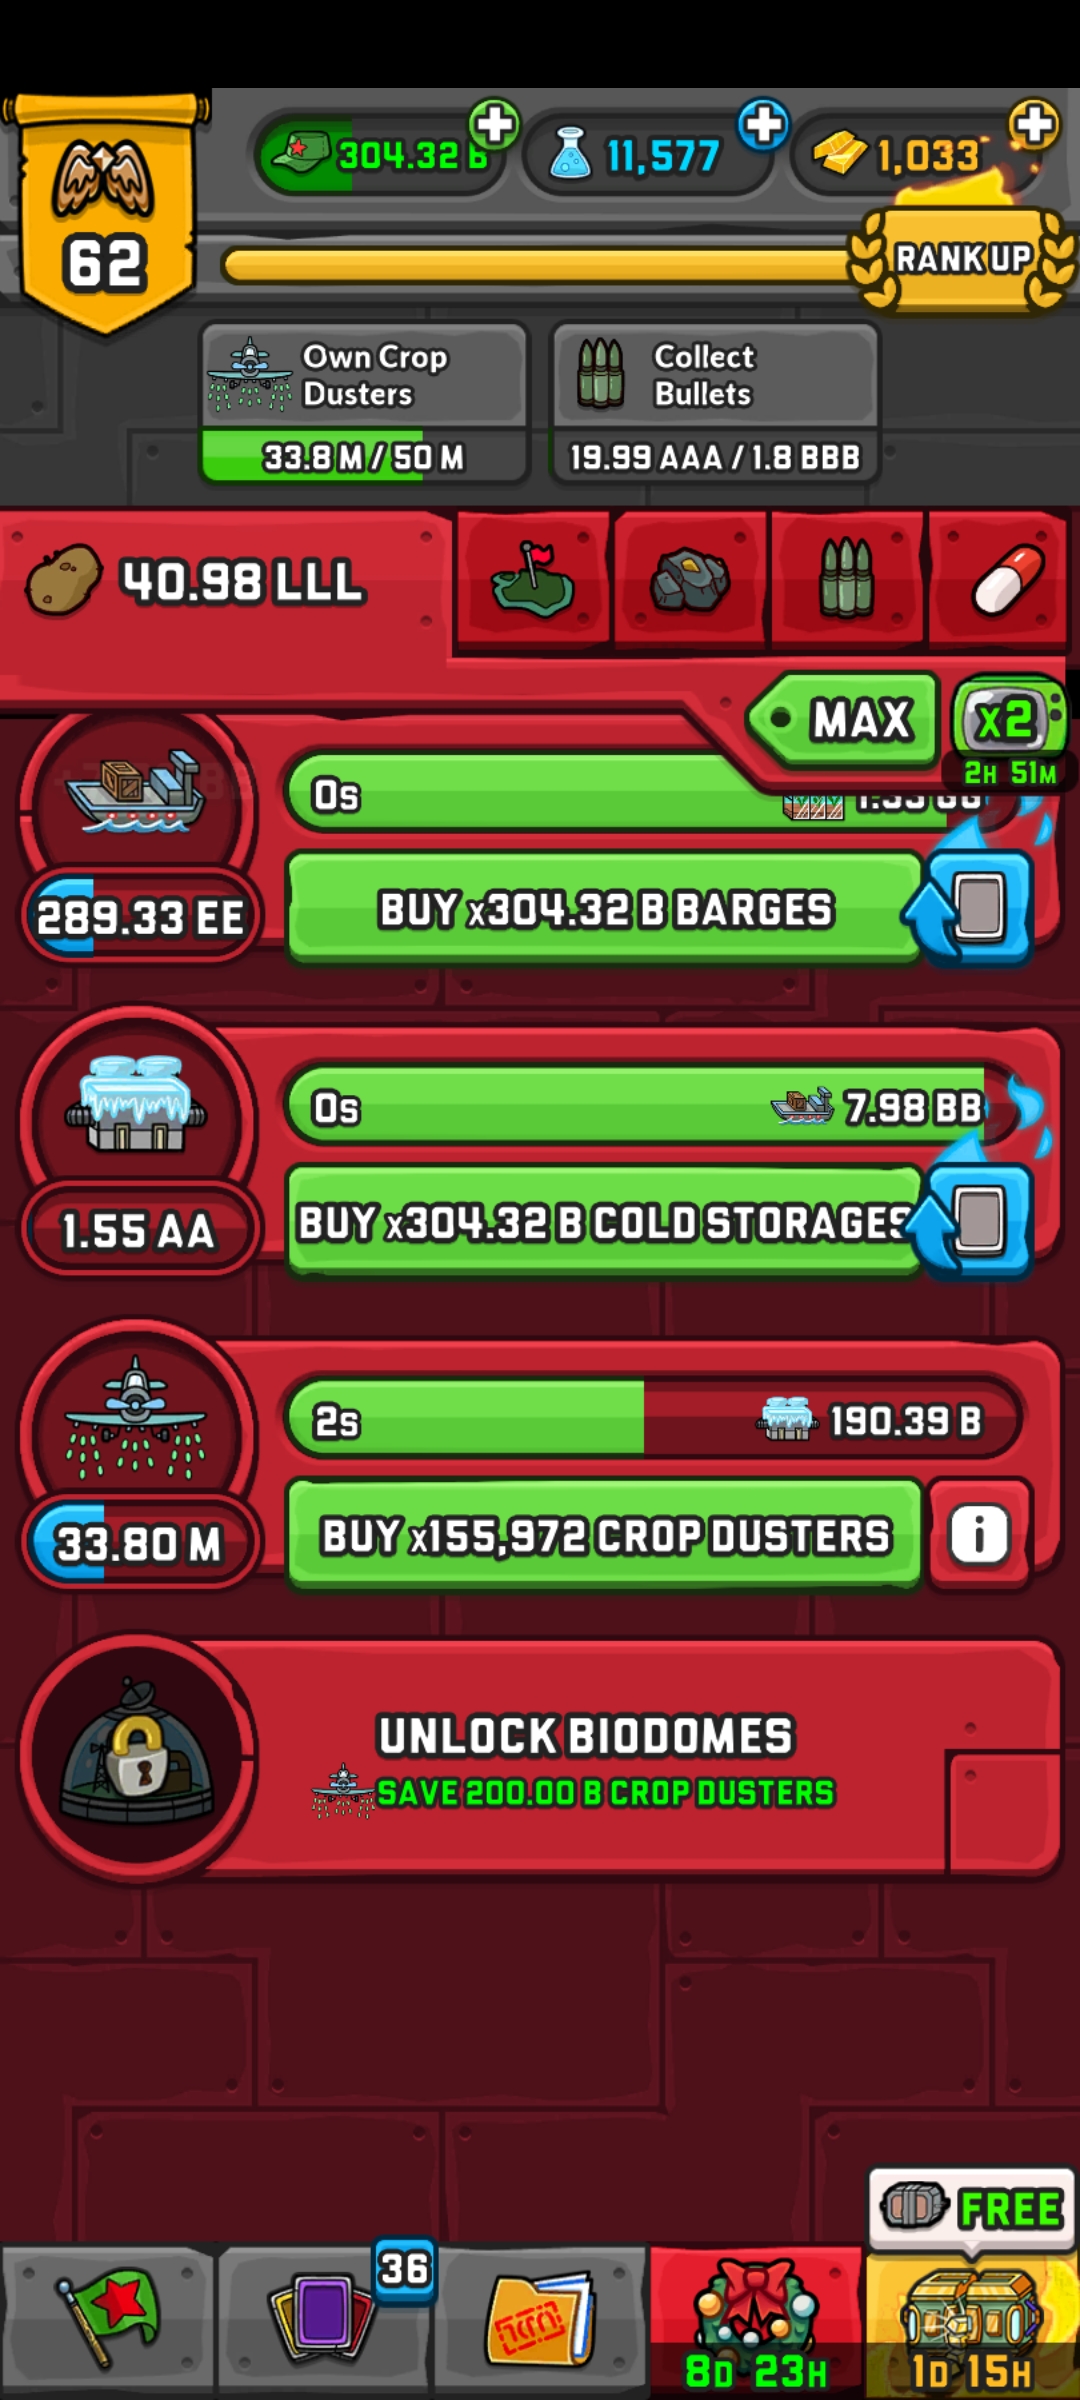 304.32 B
11,577
1,033
62
RANK UP
Own Crop
Dusters
Collect
Bullets
33.8 M / 50 M
19.99 AAA / 1.8 BBB
40.98 LLL
MAX
x2
2H 51M
0s
289.33 EE
BUY x304.32 B BARGES
0s
7.98 BB
1.55 AA
BUY x304.32 B COLD STORAGES
2s
190.39 B
33.80 M
BUY x155,972 CROP DUSTERS
i
UNLOCK BIODOMES
SAVE 200.00 B CROP DUSTERS
FREE
36
8D 23H
1D 15H